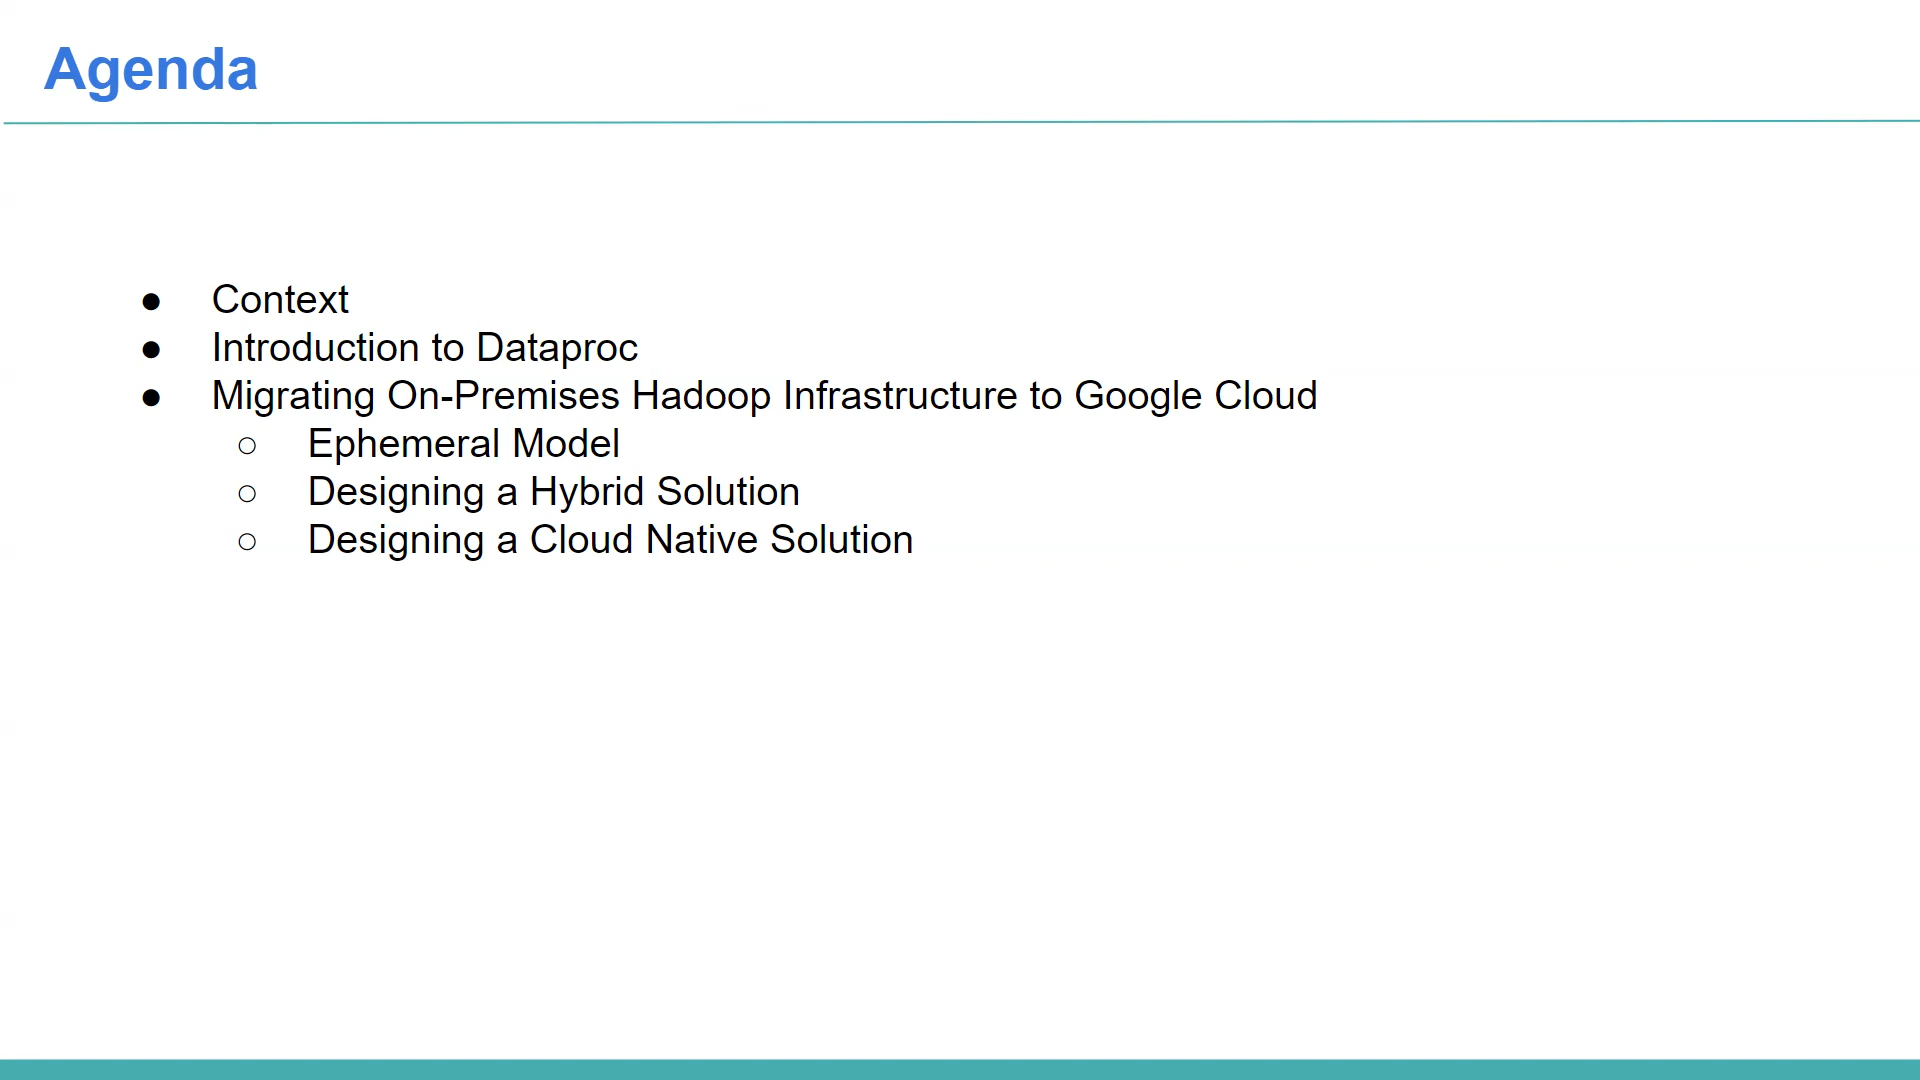 Agenda
● Context
● Introduction to Dataproc
● Migrating On-Premises Hadoop Infrastructure to Google Cloud
○ Ephemeral Model
○ Designing a Hybrid Solution
○ Designing a Cloud Native Solution